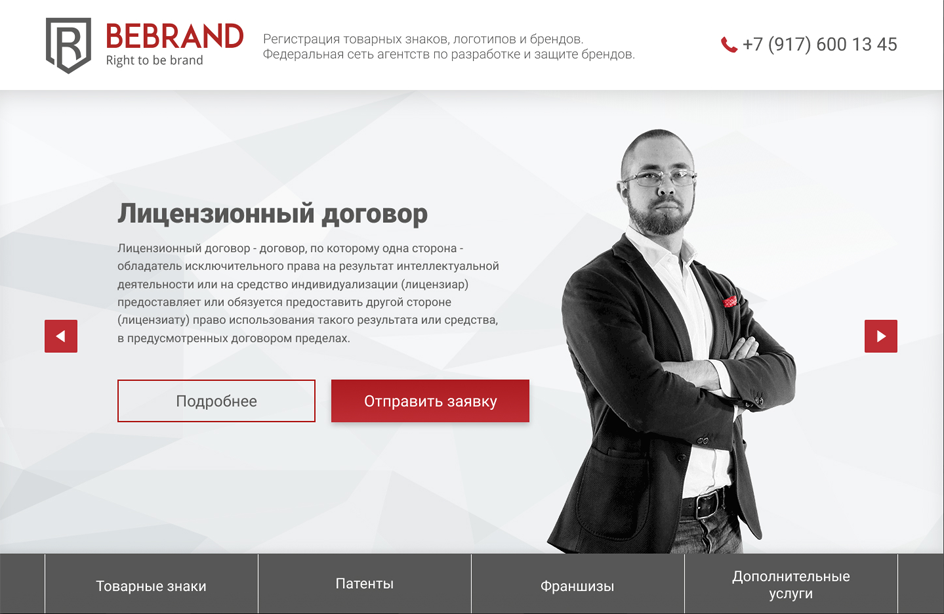 BEBRAND
Right to be brand
Регистрация товарных знаков, логотипов и брендов.
Федеральная сеть агентств по разработке и защите брендов.
+7 (917) 600 13 45
Лицензионный договор
Лицензионный договор - договор, по которому одна сторона -
обладатель исключительного права на результат интеллектуальной
деятельности или на средство индивидуализации (лицензиар)
предоставляет или обязуется предоставить другой стороне
(лицензиату) право использования такого результата или средства,
в предусмотренных договором пределах.
Подробнее
Отправить заявку
Товарные знаки
Патенты
Франшизы
Дополнительные
услуги